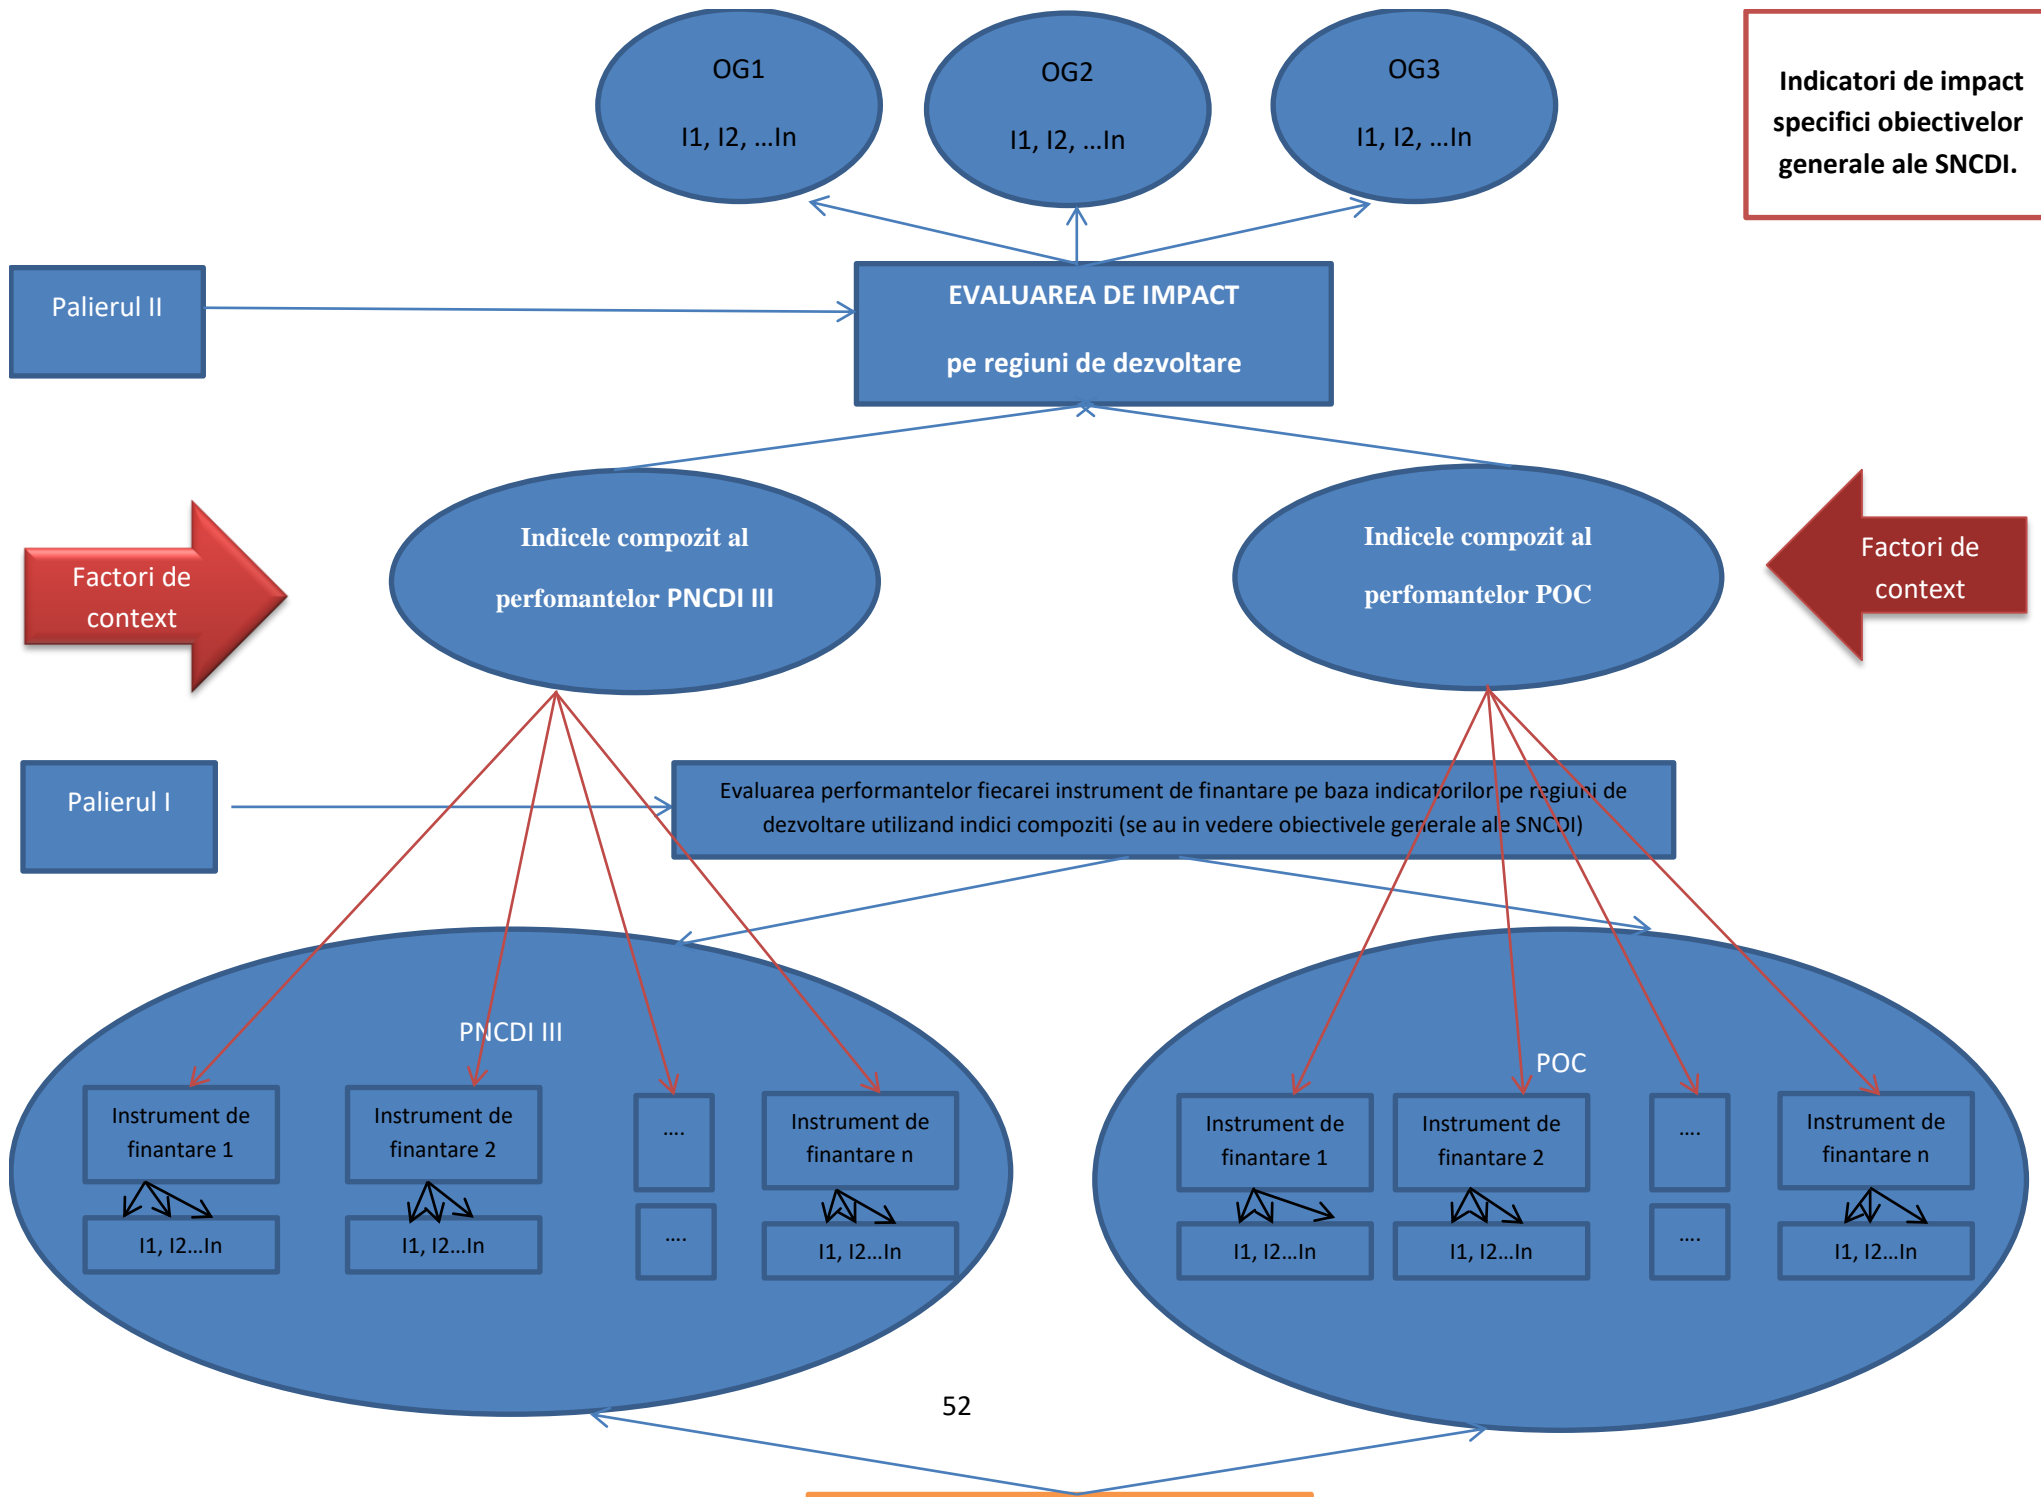 OG1
I1, I2, …In
OG2
I1, I2, …In
OG3
I1, I2, …In
Indicatori de impact
specifici obiectivelor
generale ale SNCDI.
Palierul II
EVALUAREA DE IMPACT
pe regiuni de dezvoltare
Factori de
context
Indicele compozit al
perfomantelor PNCDI III
Indicele compozit al
perfomantelor POC
Factori de
context
Palierul I
Evaluarea performantelor fiecarei instrument de finantare pe baza indicatorilor pe regiuni de
dezvoltare utilizand indici compoziti (se au in vedere obiectivele generale ale SNCDI)
PNCDI III
Instrument de
finantare 1
Instrument de
finantare 2
….
Instrument de
finantare n
I1, I2…In
I1, I2…In
….
I1, I2…In
POC
Instrument de
finantare 1
Instrument de
finantare 2
….
Instrument de
finantare n
I1, I2…In
I1, I2…In
….
I1, I2…In
52